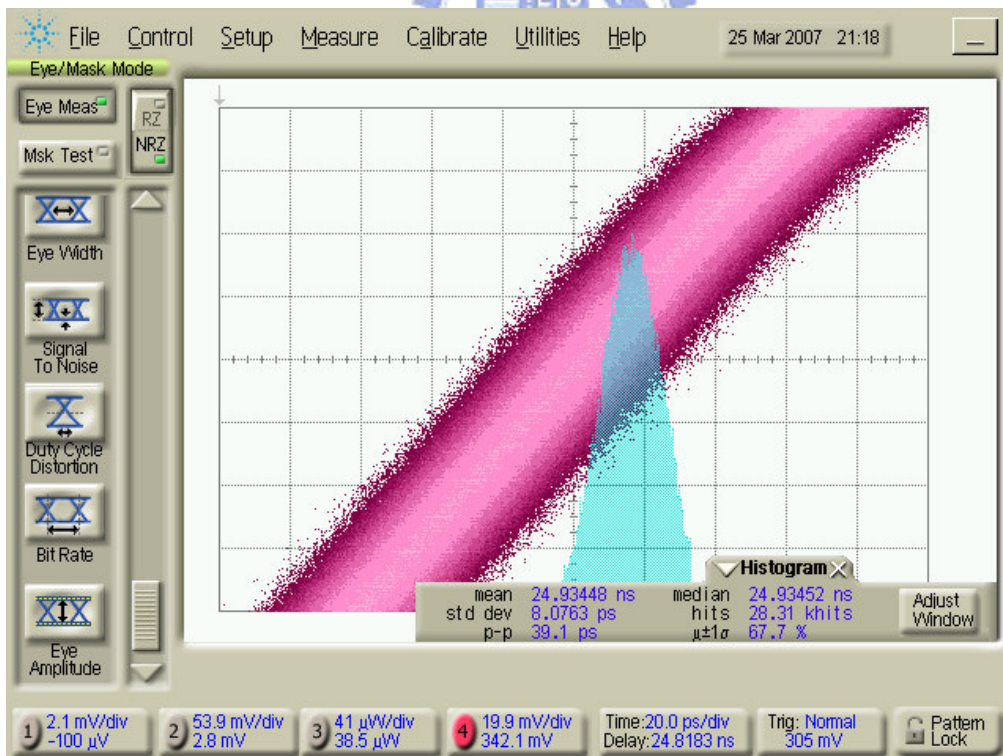 File Control Setup Measure Calibrate Utilities Help 25 Mar 2007 21:18
Eye/Mask Mode
Eye Meas
RZ
NRZ
Msk Test
Eye Width
Signal
To Noise
Duty Cycle
Distortion
Bit Rate
Eye
Amplitude
Histogram
mean 24.93448 ns median 24.93452 ns
std dev 8.0763 ps hits 28.31 khits
p-p 39.1 ps μ±1σ 67.7 %
Adjust
Window
1 2.1 mV/div
-100 μV
2 53.9 mV/div
2.8 mV
3 41 μW/div
38.5 μW
4 19.9 mV/div
342.1 mV
Time:20.0 ps/div
Delay:24.8183 ns
Trig: Normal
305 mV
Pattern
Lock